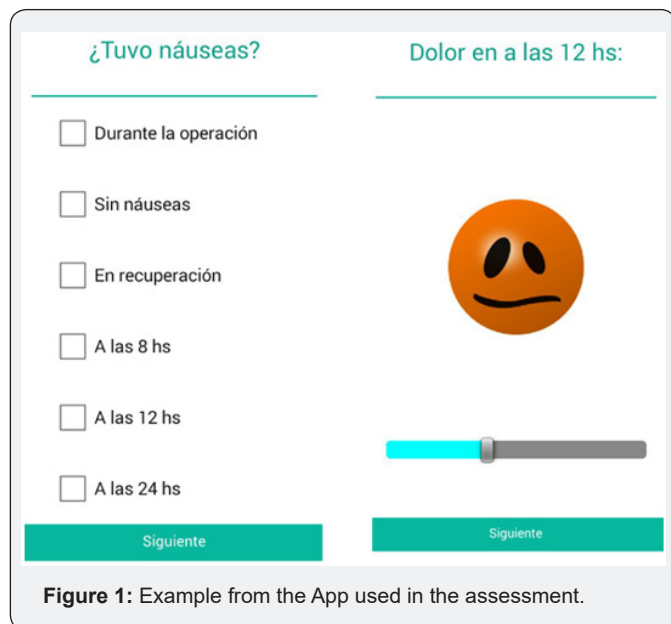 ¿Tuvo náuseas?
Durante la operación
Sin náuseas
En recuperación
A las 8 hs
A las 12 hs
A las 24 hs
Siguiente
Dolor en a las 12 hs:
Siguiente
Figure 1: Example from the App used in the assessment.